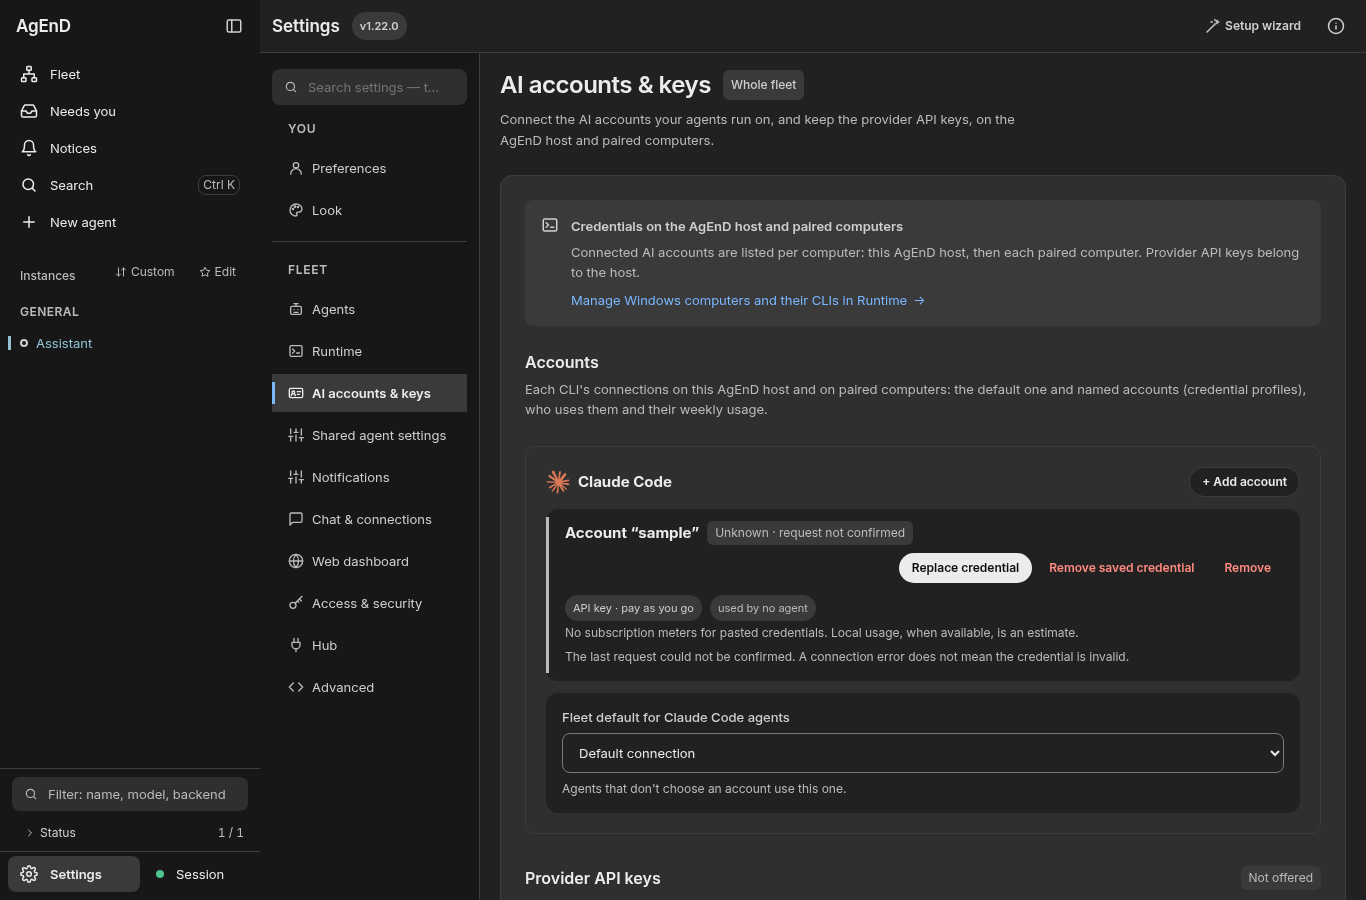 AgEnD
Settings
v1.22.0
Setup wizard
Fleet
Needs you
Notices
Search
Ctrl K
New agent
Instances
Custom
Edit
GENERAL
Assistant
Filter: name, model, backend
Status
1 / 1
Settings
Session
Search settings — t...
YOU
Preferences
Look
FLEET
Agents
Runtime
AI accounts & keys
Shared agent settings
Notifications
Chat & connections
Web dashboard
Access & security
Hub
Advanced
AI accounts & keys
Whole fleet
Connect the AI accounts your agents run on, and keep the provider API keys, on the
AgEnD host and paired computers.
Credentials on the AgEnD host and paired computers
Connected AI accounts are listed per computer: this AgEnD host, then each paired computer. Provider API keys belong
to the host.
Manage Windows computers and their CLIs in Runtime →
Accounts
Each CLI's connections on this AgEnD host and on paired computers: the default one and named accounts (credential profiles),
who uses them and their weekly usage.
Claude Code
+ Add account
Account “sample”
Unknown · request not confirmed
Replace credential
Remove saved credential
Remove
API key · pay as you go
used by no agent
No subscription meters for pasted credentials. Local usage, when available, is an estimate.
The last request could not be confirmed. A connection error does not mean the credential is invalid.
Fleet default for Claude Code agents
Default connection
Agents that don't choose an account use this one.
Provider API keys
Not offered